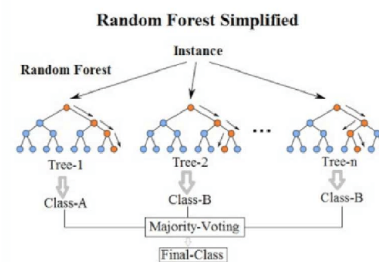 Random Forest Simplified
Instance
Random Forest
...
Tree-1 Tree-2 Tree-n
Class-A Class-B Class-B
Majority-Voting
Final-Class